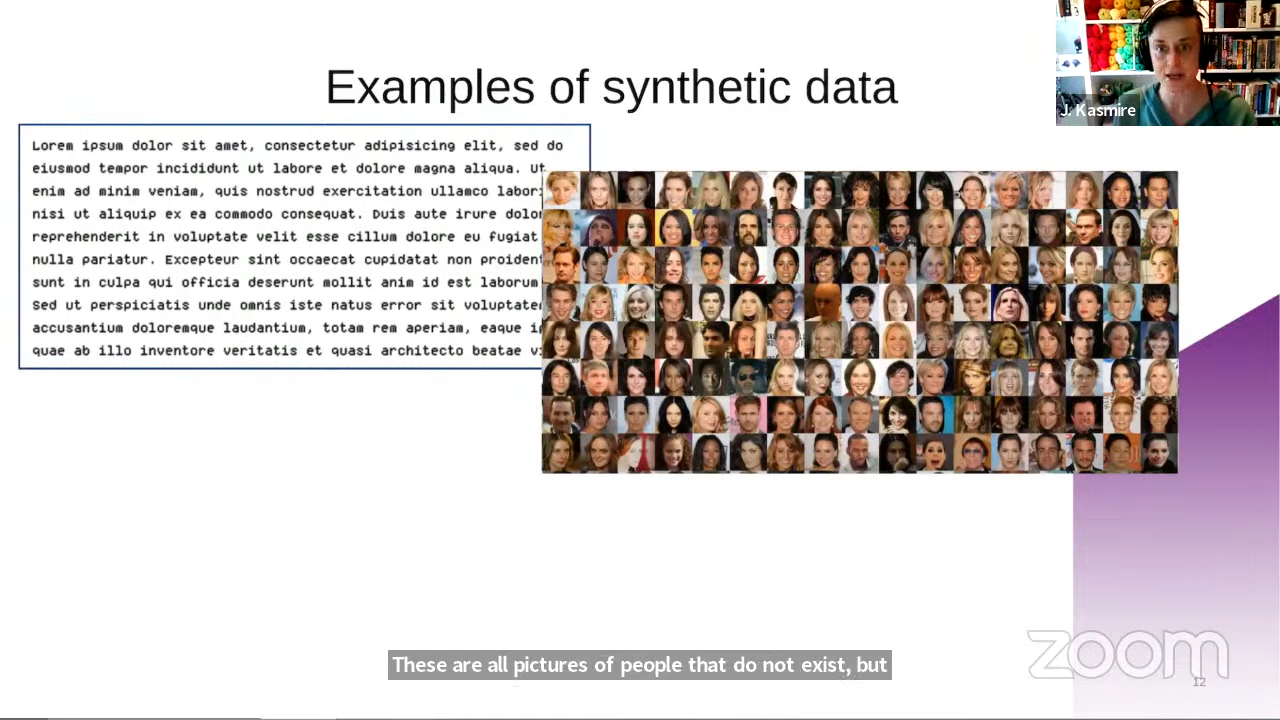 J. Kasmire
Examples of synthetic data
Lorem ipsum dolor sit amet, consectetur adipisicing elit, sed do
eiusmod tempor incididunt ut labore et dolore magna aliqua. Ut
enim ad minim veniam, quis nostrud exercitation ullamco labor
nisi ut aliquip ex ea commodo consequat. Duis aute irure dolor
reprehenderit in voluptate velit esse cillum dolore eu fugiat
nulla pariatur. Excepteur sint occaecat cupidatat non proident
sunt in culpa qui officia deserunt mollit anim id est laborum
Sed ut perspiciatis unde omnis iste natus error sit voluptate
accusantium doloremque laudantium, totam rem aperiam, eaque i
quae ab illo inventore veritatis et quasi architecto beatae v
These are all pictures of people that do not exist, but
zoom
12